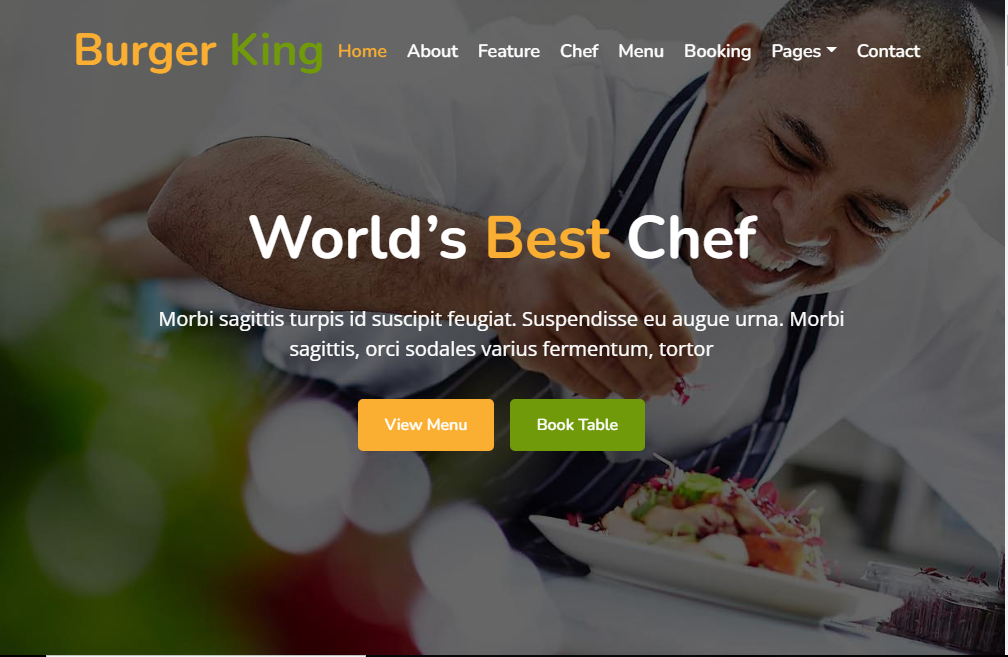 Burger King Home About Feature Chef Menu Booking Pages Contact
World’s Best Chef
Morbi sagittis turpis id suscipit feugiat. Suspendisse eu augue urna. Morbi
sagittis, orci sodales varius fermentum, tortor
View Menu Book Table